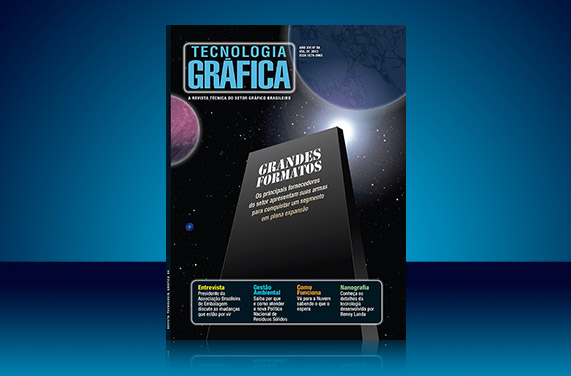 TECNOLOGIA
GRÁFICA
A REVISTA TÉCNICA DO SETOR GRÁFICO BRASILEIRO
GRANDES
FORMATOS
Os principais fornecedores
do setor apresentam suas armas
para conquistar um segmento
em plena expansão
Entrevista
Presidente da
Associação Brasileira
de Embalagem
discute as mudanças
que estão por vir
Gestão
Ambiental
Saiba por que
e como atender
a nova Política
Nacional de
Resíduos Sólidos
Como
Funciona
Vá para a Nuvem
sabendo o que o
espera
Nanografia
Conheça os
detalhes da
tecnologia
desenvolvida por
Benny Landa